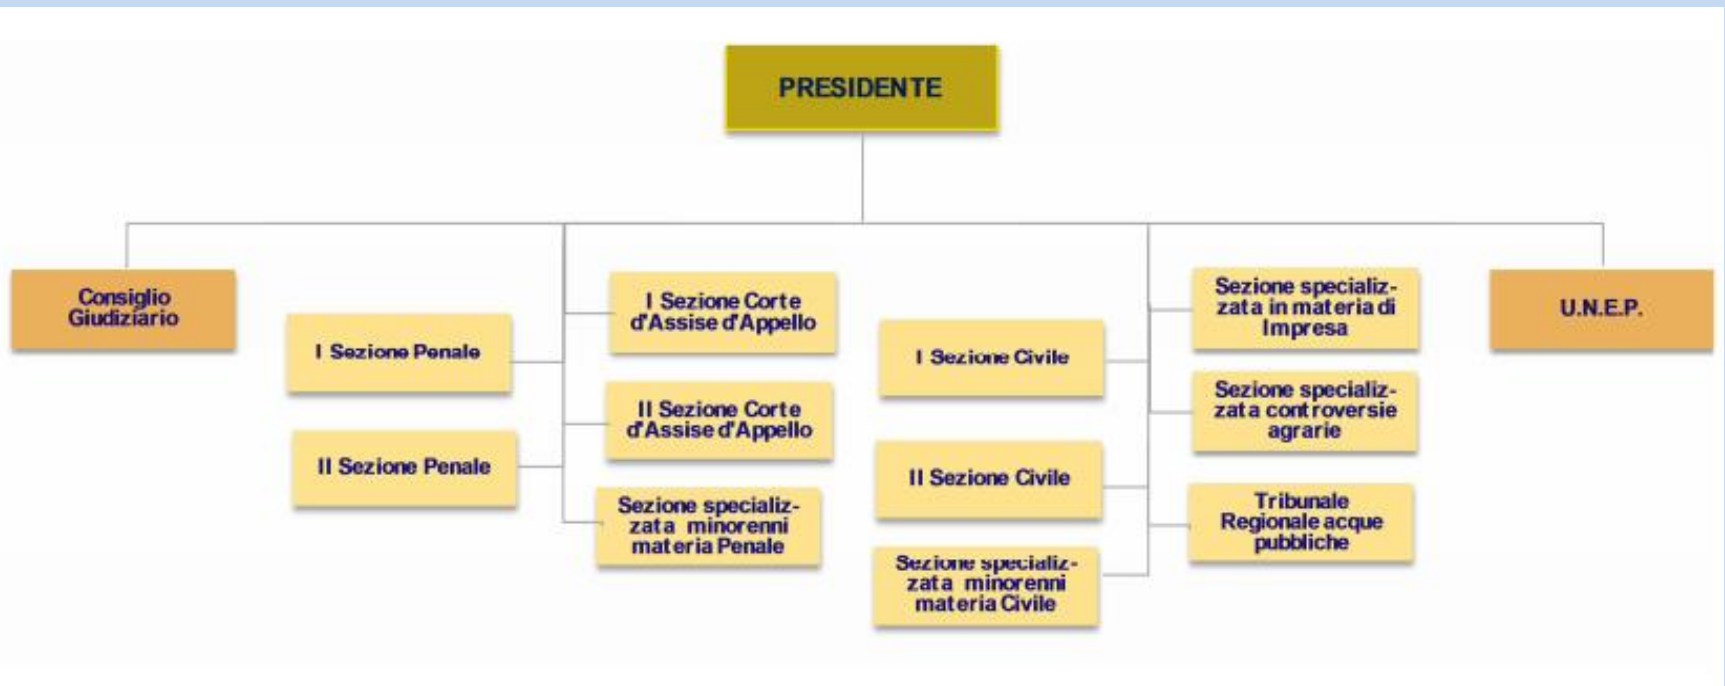 PRESIDENTE
Consiglio
Giudiziario
I Sezione Penale
II Sezione Penale
I Sezione Corte
d'Assise d'Appello
II Sezione Corte
d'Assise d'Appello
Sezione specializ-
zata minorenni
materia Penale
I Sezione Civile
II Sezione Civile
Sezione specializ-
zata minorenni
materia Civile
Sezione specializ-
zata in materia di
Impresa
Sezione specializ-
zata controversie
agrarie
Tribunale
Regionale acque
pubbliche
U.N.E.P.